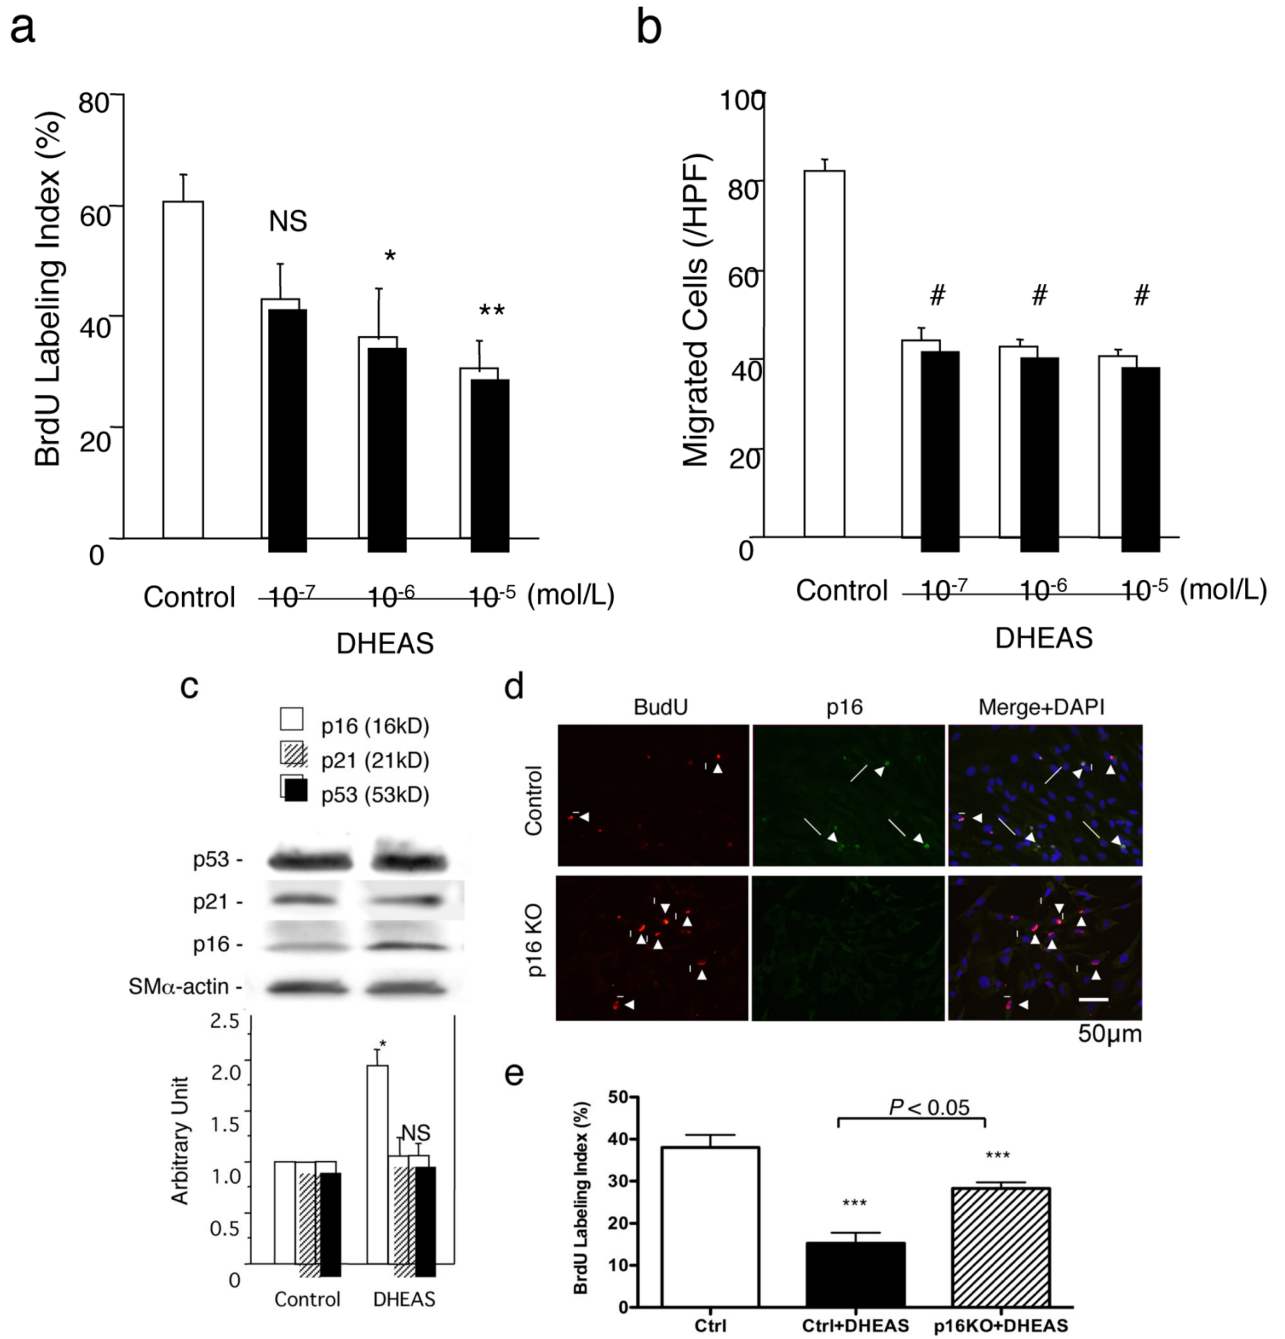 a
BrdU Labeling Index (%)
80
60
40
20
0
NS
*
**
Control 10-7 10-6 10-5 (mol/L)
DHEAS
b
Migrated Cells (/HPF)
100
80
60
40
20
0
# # #
Control 10-7 10-6 10-5 (mol/L)
DHEAS
c
p16 (16kD)
p21 (21kD)
p53 (53kD)
p53 -
p21 -
p16 -
SMα-actin -
Arbitrary Unit
2.5
2.0
1.5
1.0
0.5
0
*
NS
Control DHEAS
d
BudU p16 Merge+DAPI
Control
p16 KO
50µm
e
BrdU Labeling Index (%)
50
40
30
20
10
0
P < 0.05
***
***
Ctrl Ctrl+DHEAS p16KO+DHEAS